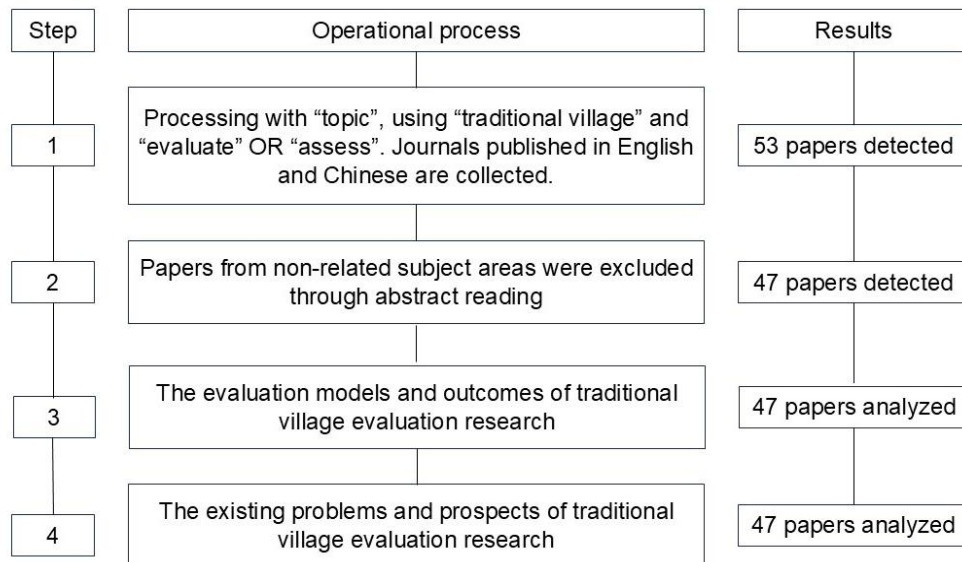 Step
Operational process
Results
1
Processing with “topic”, using “traditional village” and
“evaluate” OR “assess”. Journals published in English
and Chinese are collected.
53 papers detected
2
Papers from non-related subject areas were excluded
through abstract reading
47 papers detected
3
The evaluation models and outcomes of traditional
village evaluation research
47 papers analyzed
4
The existing problems and prospects of traditional
village evaluation research
47 papers analyzed